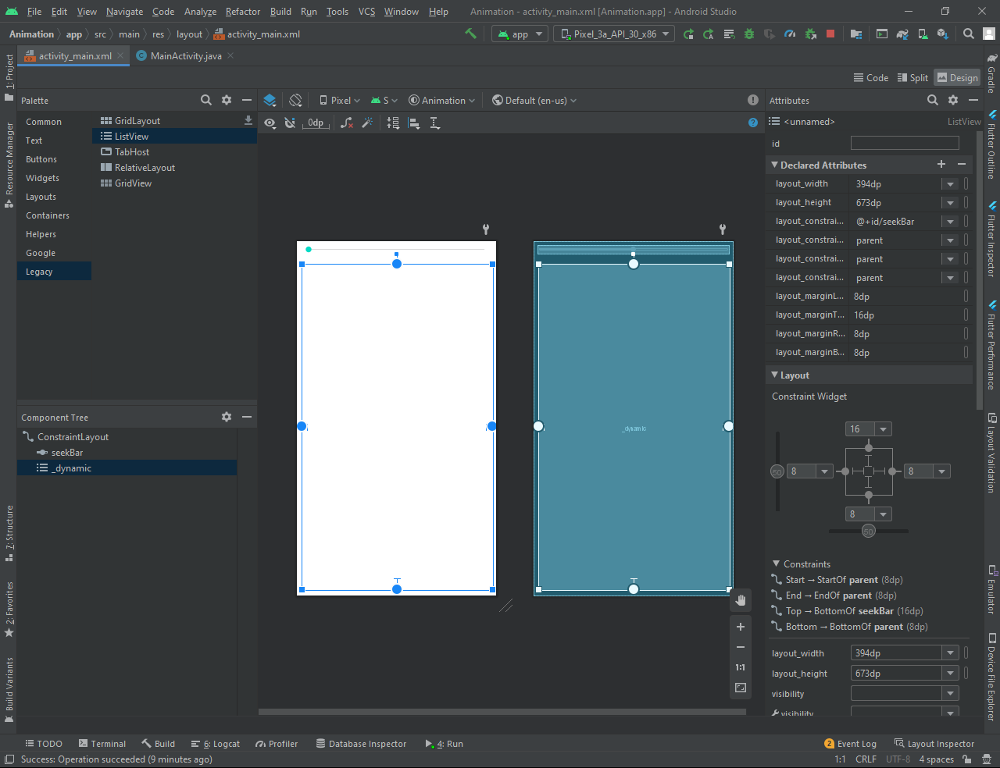 File Edit View Navigate Code Analyze Refactor Build Run Tools VCS Window Help Animation - activity_main.xml [Animation.app] - Android Studio
Animation app src main res layout activity_main.xml app Pixel_3a_API_30_x86
activity_main.xml MainActivity.java
Code Split Design
Palette Pixel S Animation Default (en-us) Attributes
0dp
Common
Text
Buttons
Widgets
Layouts
Containers
Helpers
Google
Legacy
GridLayout
ListView
TabHost
RelativeLayout
GridView
<unnamed> ListView
id
Declared Attributes
layout_width 394dp
layout_height 673dp
layout_constrai... @+id/seekBar
layout_constrai... parent
layout_constrai... parent
layout_constrai... parent
layout_marginL... 8dp
layout_marginT... 16dp
layout_marginR... 8dp
layout_marginB... 8dp
Layout
Constraint Widget
16
50 8 8
8
50
Constraints
Start → StartOf parent (8dp)
End → EndOf parent (8dp)
Top → BottomOf seekBar (16dp)
Bottom → BottomOf parent (8dp)
layout_width 394dp
layout_height 673dp
visibility
visibility
Component Tree
ConstraintLayout
seekBar
_dynamic
_dynamic
1:1
1: Project
Resource Manager
7: Structure
2: Favorites
Build Variants
Gradle
Flutter Outline
Flutter Inspector
Flutter Performance
Layout Validation
Emulator
Device File Explorer
TODO Terminal Build 6: Logcat Profiler Database Inspector 4: Run 2 Event Log Layout Inspector
Success: Operation succeeded (9 minutes ago) 1:1 CRLF UTF-8 4 spaces